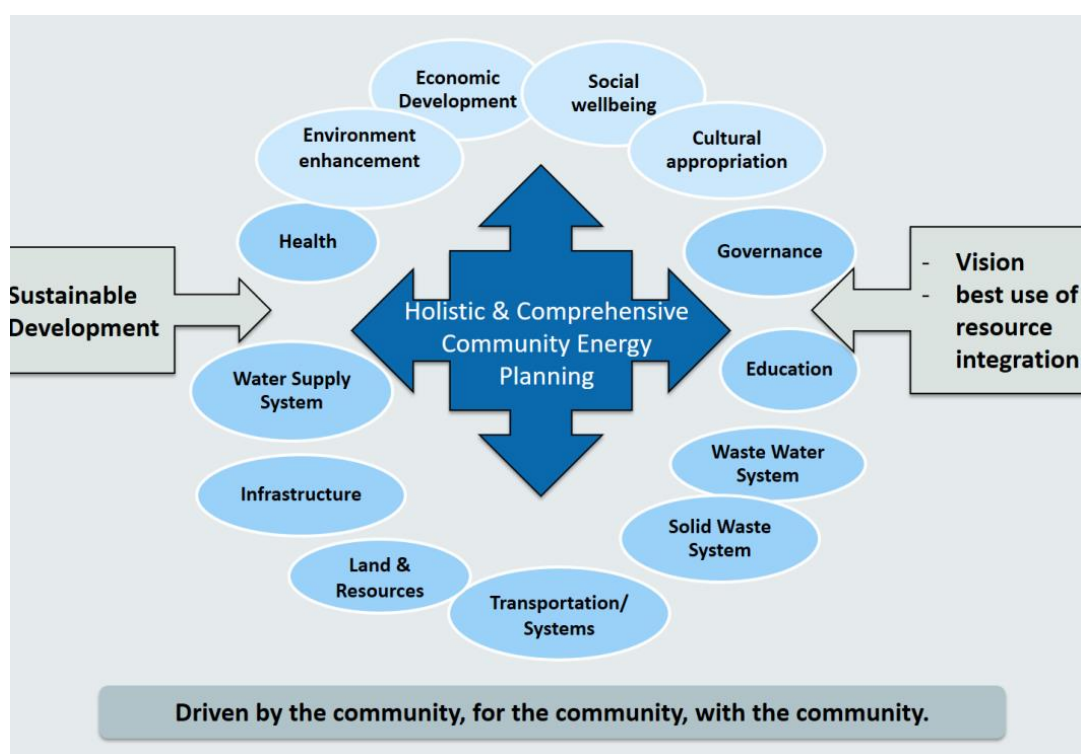 Economic
Development
Social
wellbeing
Environment
enhancement
Cultural
appropriation
Health
Governance
Sustainable
Development
- Vision
- best use of
resource
integration
Holistic & Comprehensive
Community Energy
Planning
Water Supply
System
Education
Waste Water
System
Infrastructure
Solid Waste
System
Land &
Resources
Transportation/
Systems
Driven by the community, for the community, with the community.